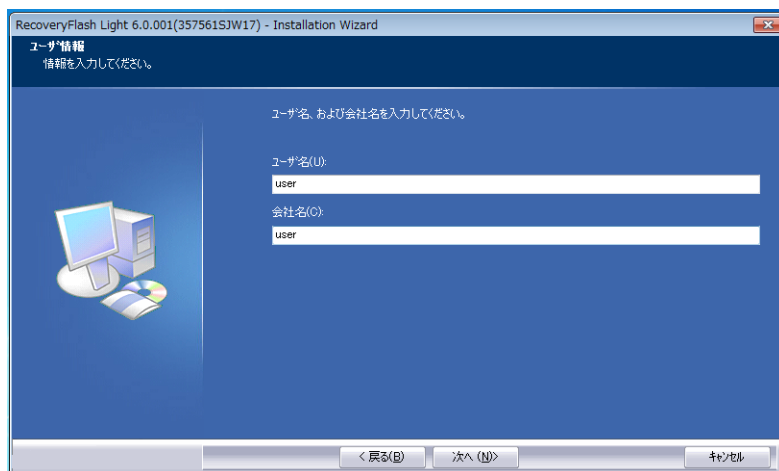 RecoveryFlash Light 6.0.001(357561SJW17) - Installation Wizard
ユーザ情報
情報を入力してください。
ユーザ名、および会社名を入力してください。
ユーザ名(U):
user
会社名(C):
user
< 戻る(B)
次へ (N)>
キャンセル